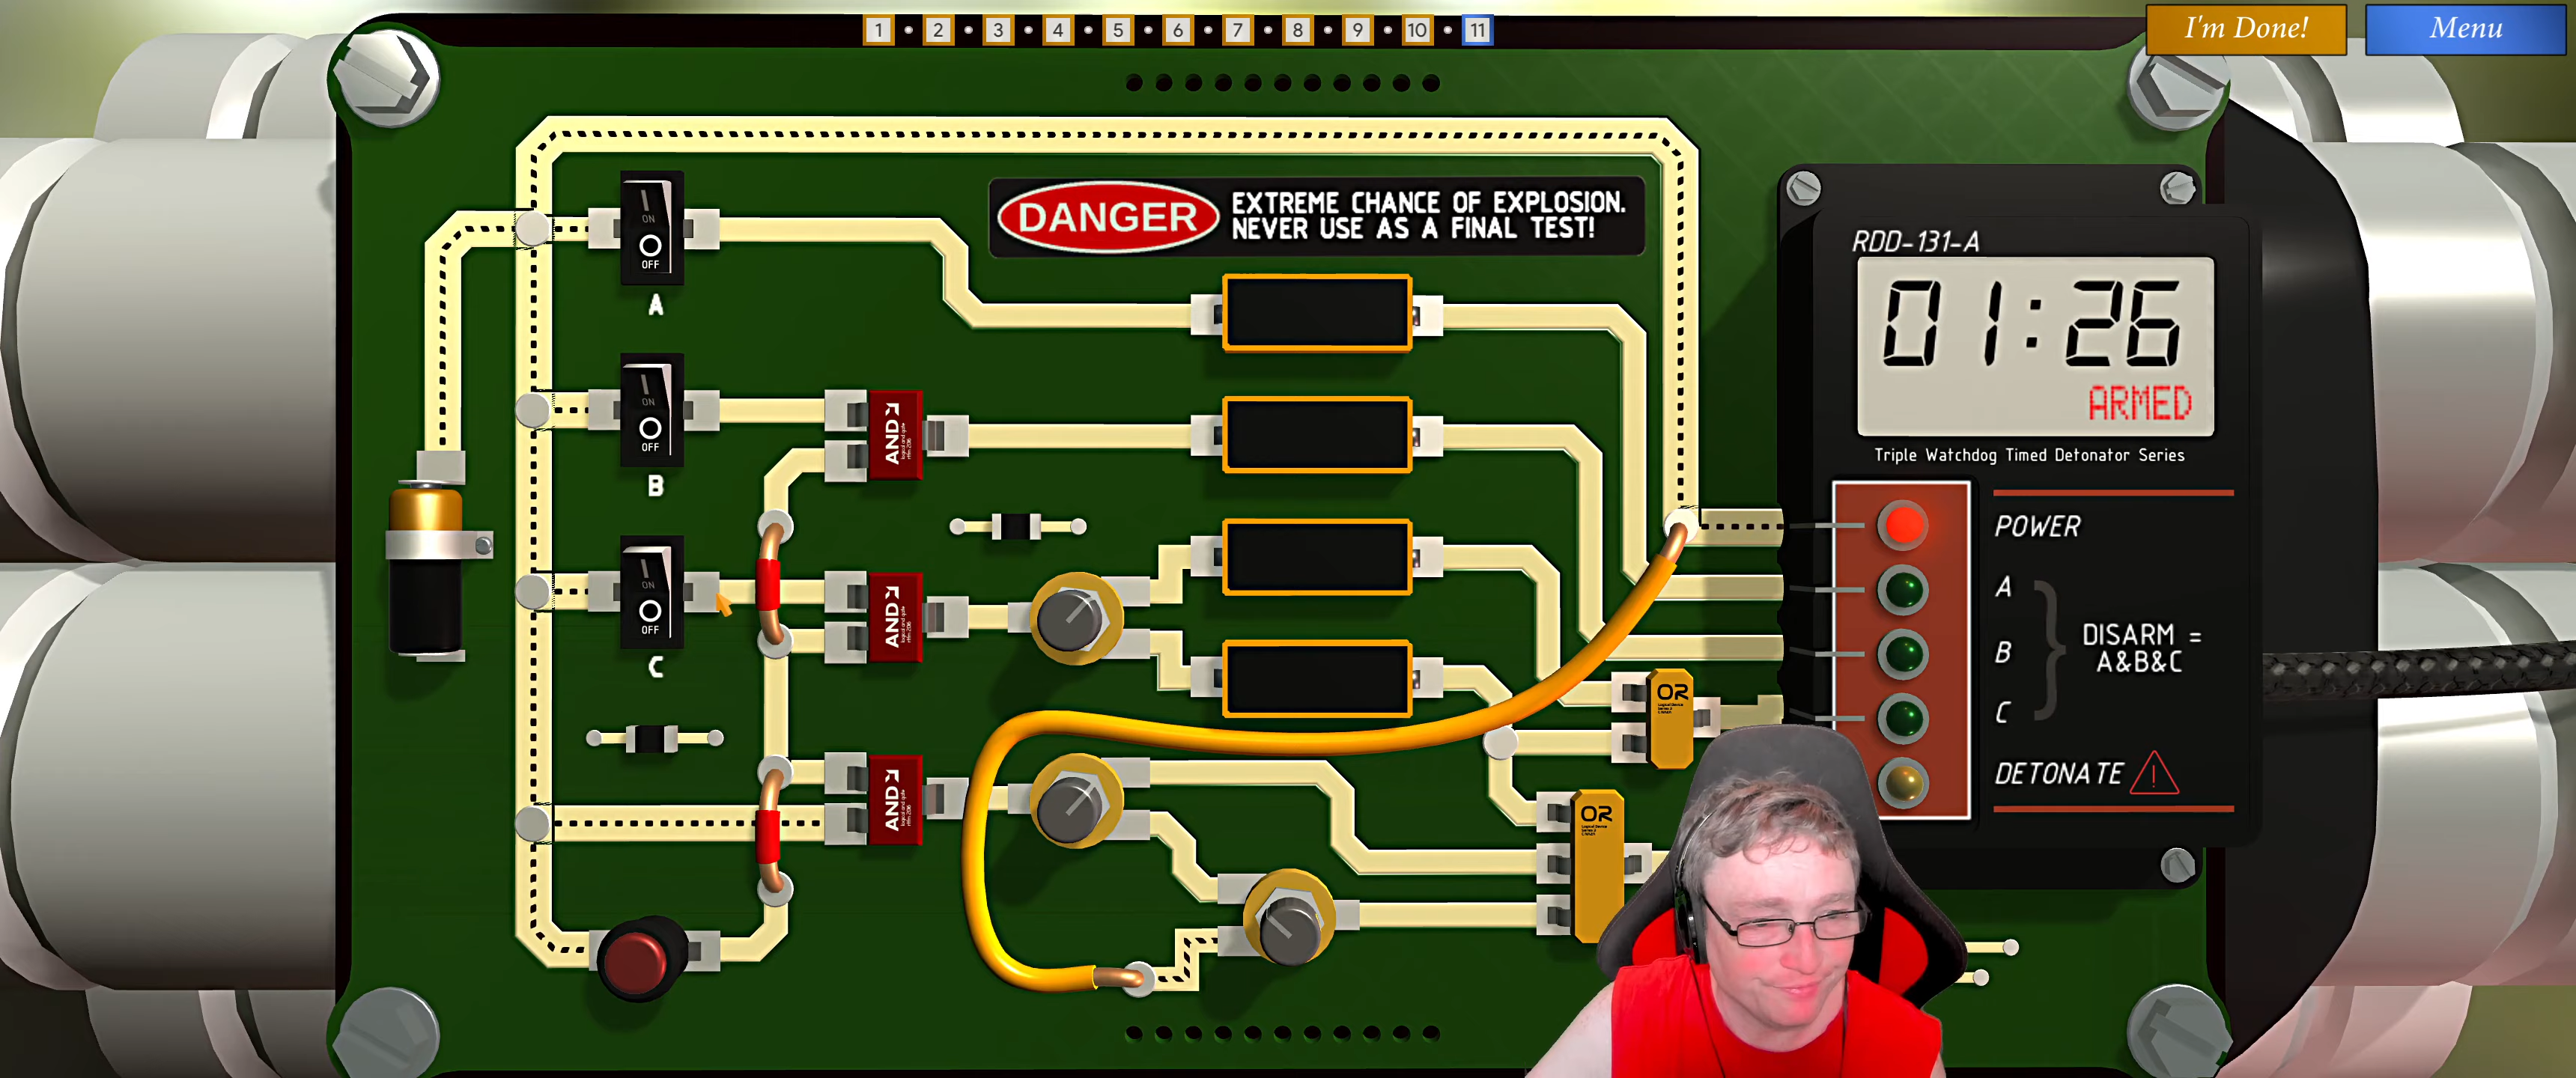 1 2 3 4 5 6 7 8 9 10 11
I'm Done!
Menu
DANGER
EXTREME CHANCE OF EXPLOSION.
NEVER USE AS A FINAL TEST!
ON
OFF
A
ON
OFF
B
ON
OFF
C
AND
AND
AND
OR
OR
RDD-131-A
01:26
ARMED
Triple Watchdog Timed Detonator Series
POWER
A
B
C
DISARM =
A&B&C
DETONATE